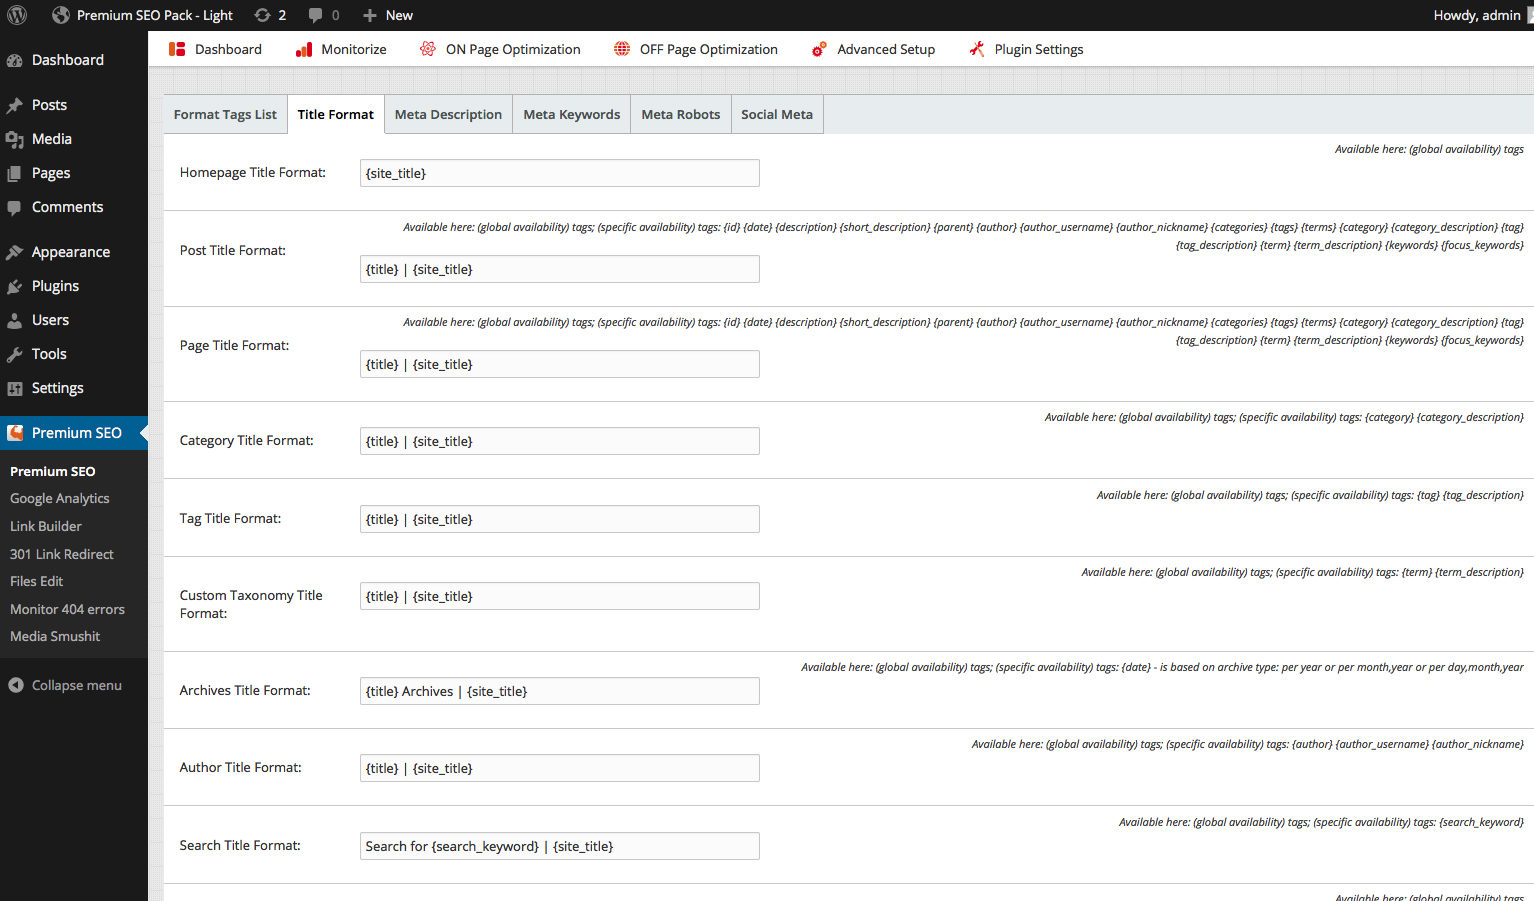 Premium SEO Pack - Light 2 0 New Howdy, admin
Dashboard Monitorize ON Page Optimization OFF Page Optimization Advanced Setup Plugin Settings
Dashboard
Posts
Media
Pages
Comments
Appearance
Plugins
Users
Tools
Settings
Premium SEO
Premium SEO
Google Analytics
Link Builder
301 Link Redirect
Files Edit
Monitor 404 errors
Media Smushit
Collapse menu
Format Tags List Title Format Meta Description Meta Keywords Meta Robots Social Meta
Available here: (global availability) tags
Homepage Title Format: {site_title}
Available here: (global availability) tags; (specific availability) tags: {id} {date} {description} {short_description} {parent} {author} {author_username} {author_nickname} {categories} {tags} {terms} {category} {category_description} {tag}
{tag_description} {term} {term_description} {keywords} {focus_keywords}
Post Title Format:
{title} | {site_title}
Available here: (global availability) tags; (specific availability) tags: {id} {date} {description} {short_description} {parent} {author} {author_username} {author_nickname} {categories} {tags} {terms} {category} {category_description} {tag}
{tag_description} {term} {term_description} {keywords} {focus_keywords}
Page Title Format:
{title} | {site_title}
Available here: (global availability) tags; (specific availability) tags: {category} {category_description}
Category Title Format: {title} | {site_title}
Available here: (global availability) tags; (specific availability) tags: {tag} {tag_description}
Tag Title Format: {title} | {site_title}
Available here: (global availability) tags; (specific availability) tags: {term} {term_description}
Custom Taxonomy Title {title} | {site_title}
Format:
Available here: (global availability) tags; (specific availability) tags: {date} - is based on archive type: per year or per month,year or per day,month,year
Archives Title Format: {title} Archives | {site_title}
Available here: (global availability) tags; (specific availability) tags: {author} {author_username} {author_nickname}
Author Title Format: {title} | {site_title}
Available here: (global availability) tags; (specific availability) tags: {search_keyword}
Search Title Format: Search for {search_keyword} | {site_title}
Available here: (global availability) tags